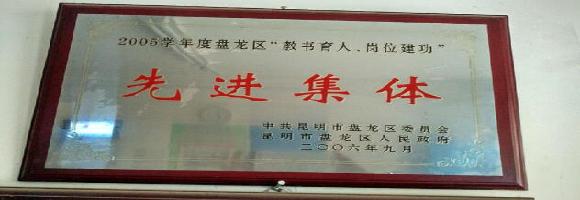 2005学年度盘龙区“教书育人、岗位建功”
先进集体
中共昆明市盘龙区委员会
昆明市盘龙区人民政府
二〇〇六年九月